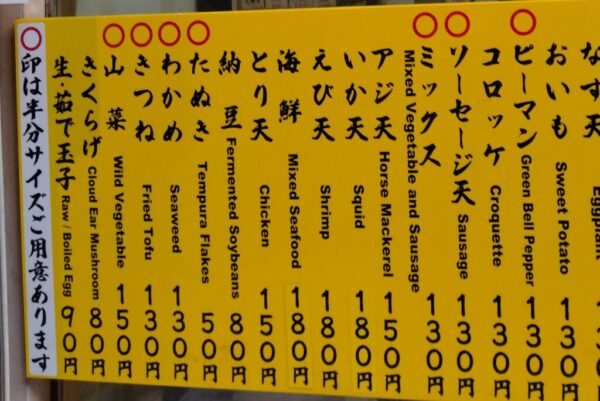 なす天
おいも Sweet Potato 130円
○ピーマン Green Bell Pepper 130円
コロッケ Croquette 130円
○ソーセージ天 Sausage 130円
○ミックス Mixed Vegetable and Sausage 130円
アジ天 Horse Mackerel 150円
いか天 Squid 180円
えび天 Shrimp 180円
海鮮 Mixed Seafood 180円
とり天 Chicken 150円
納豆 Fermented Soybeans 80円
○たぬき Tempura Flakes 50円
○わかめ Seaweed 130円
○きつね Fried Tofu 130円
○山菜 Wild Vegetable 150円
きくらげ Cloud Ear Mushroom 80円
生・茹で玉子 Raw / Boiled Egg 90円
○印は半分サイズご用意あります